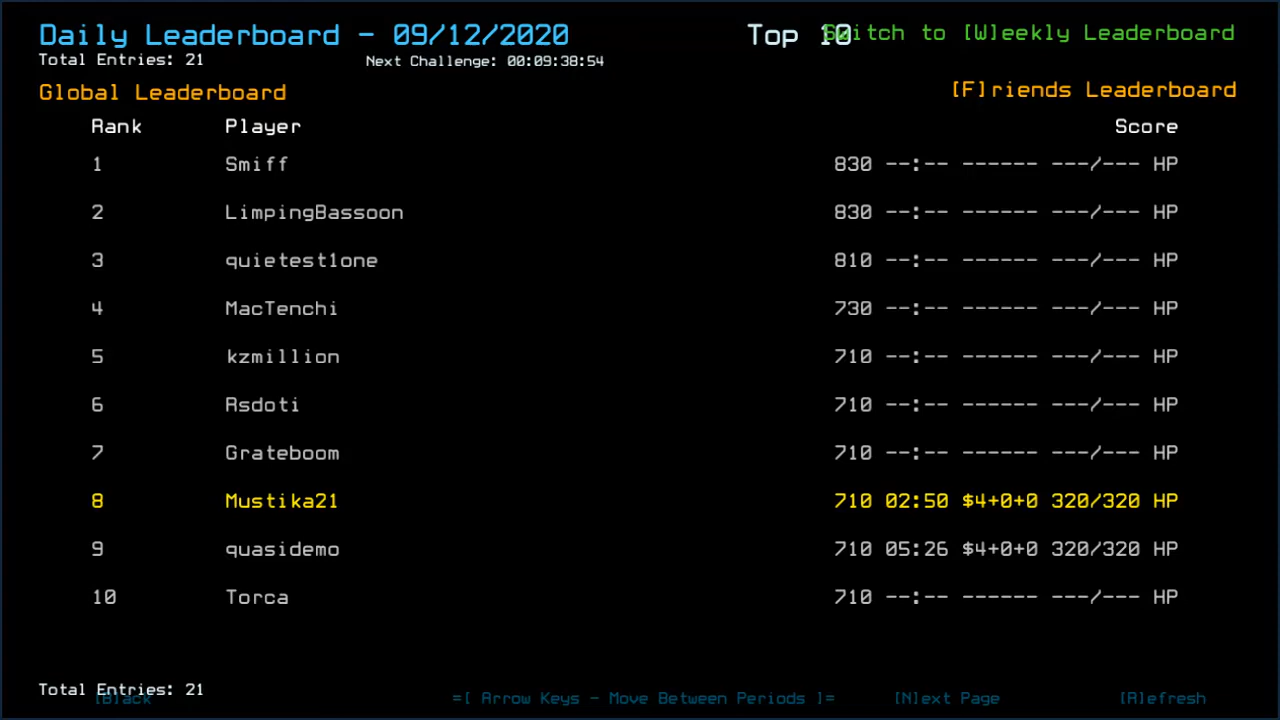 Daily Leaderboard - 09/12/2020 Top 10 Switch to [W]eekly Leaderboard
Total Entries: 21 Next Challenge: 00:09:38:54
Global Leaderboard [F]riends Leaderboard
Rank Player Score
1 Smiff 830 --:-- ------ ---/--- HP
2 LimpingBassoon 830 --:-- ------ ---/--- HP
3 quietest1one 810 --:-- ------ ---/--- HP
4 MacTenchi 730 --:-- ------ ---/--- HP
5 kzmillion 710 --:-- ------ ---/--- HP
6 Rsdoti 710 --:-- ------ ---/--- HP
7 Grateboom 710 --:-- ------ ---/--- HP
8 Mustika21 710 02:50 $4+0+0 320/320 HP
9 quasidemo 710 05:26 $4+0+0 320/320 HP
10 Torca 710 --:-- ------ ---/--- HP
Total Entries: 21
[B]ack =[ Arrow Keys - Move Between Periods ]= [N]ext Page [R]efresh